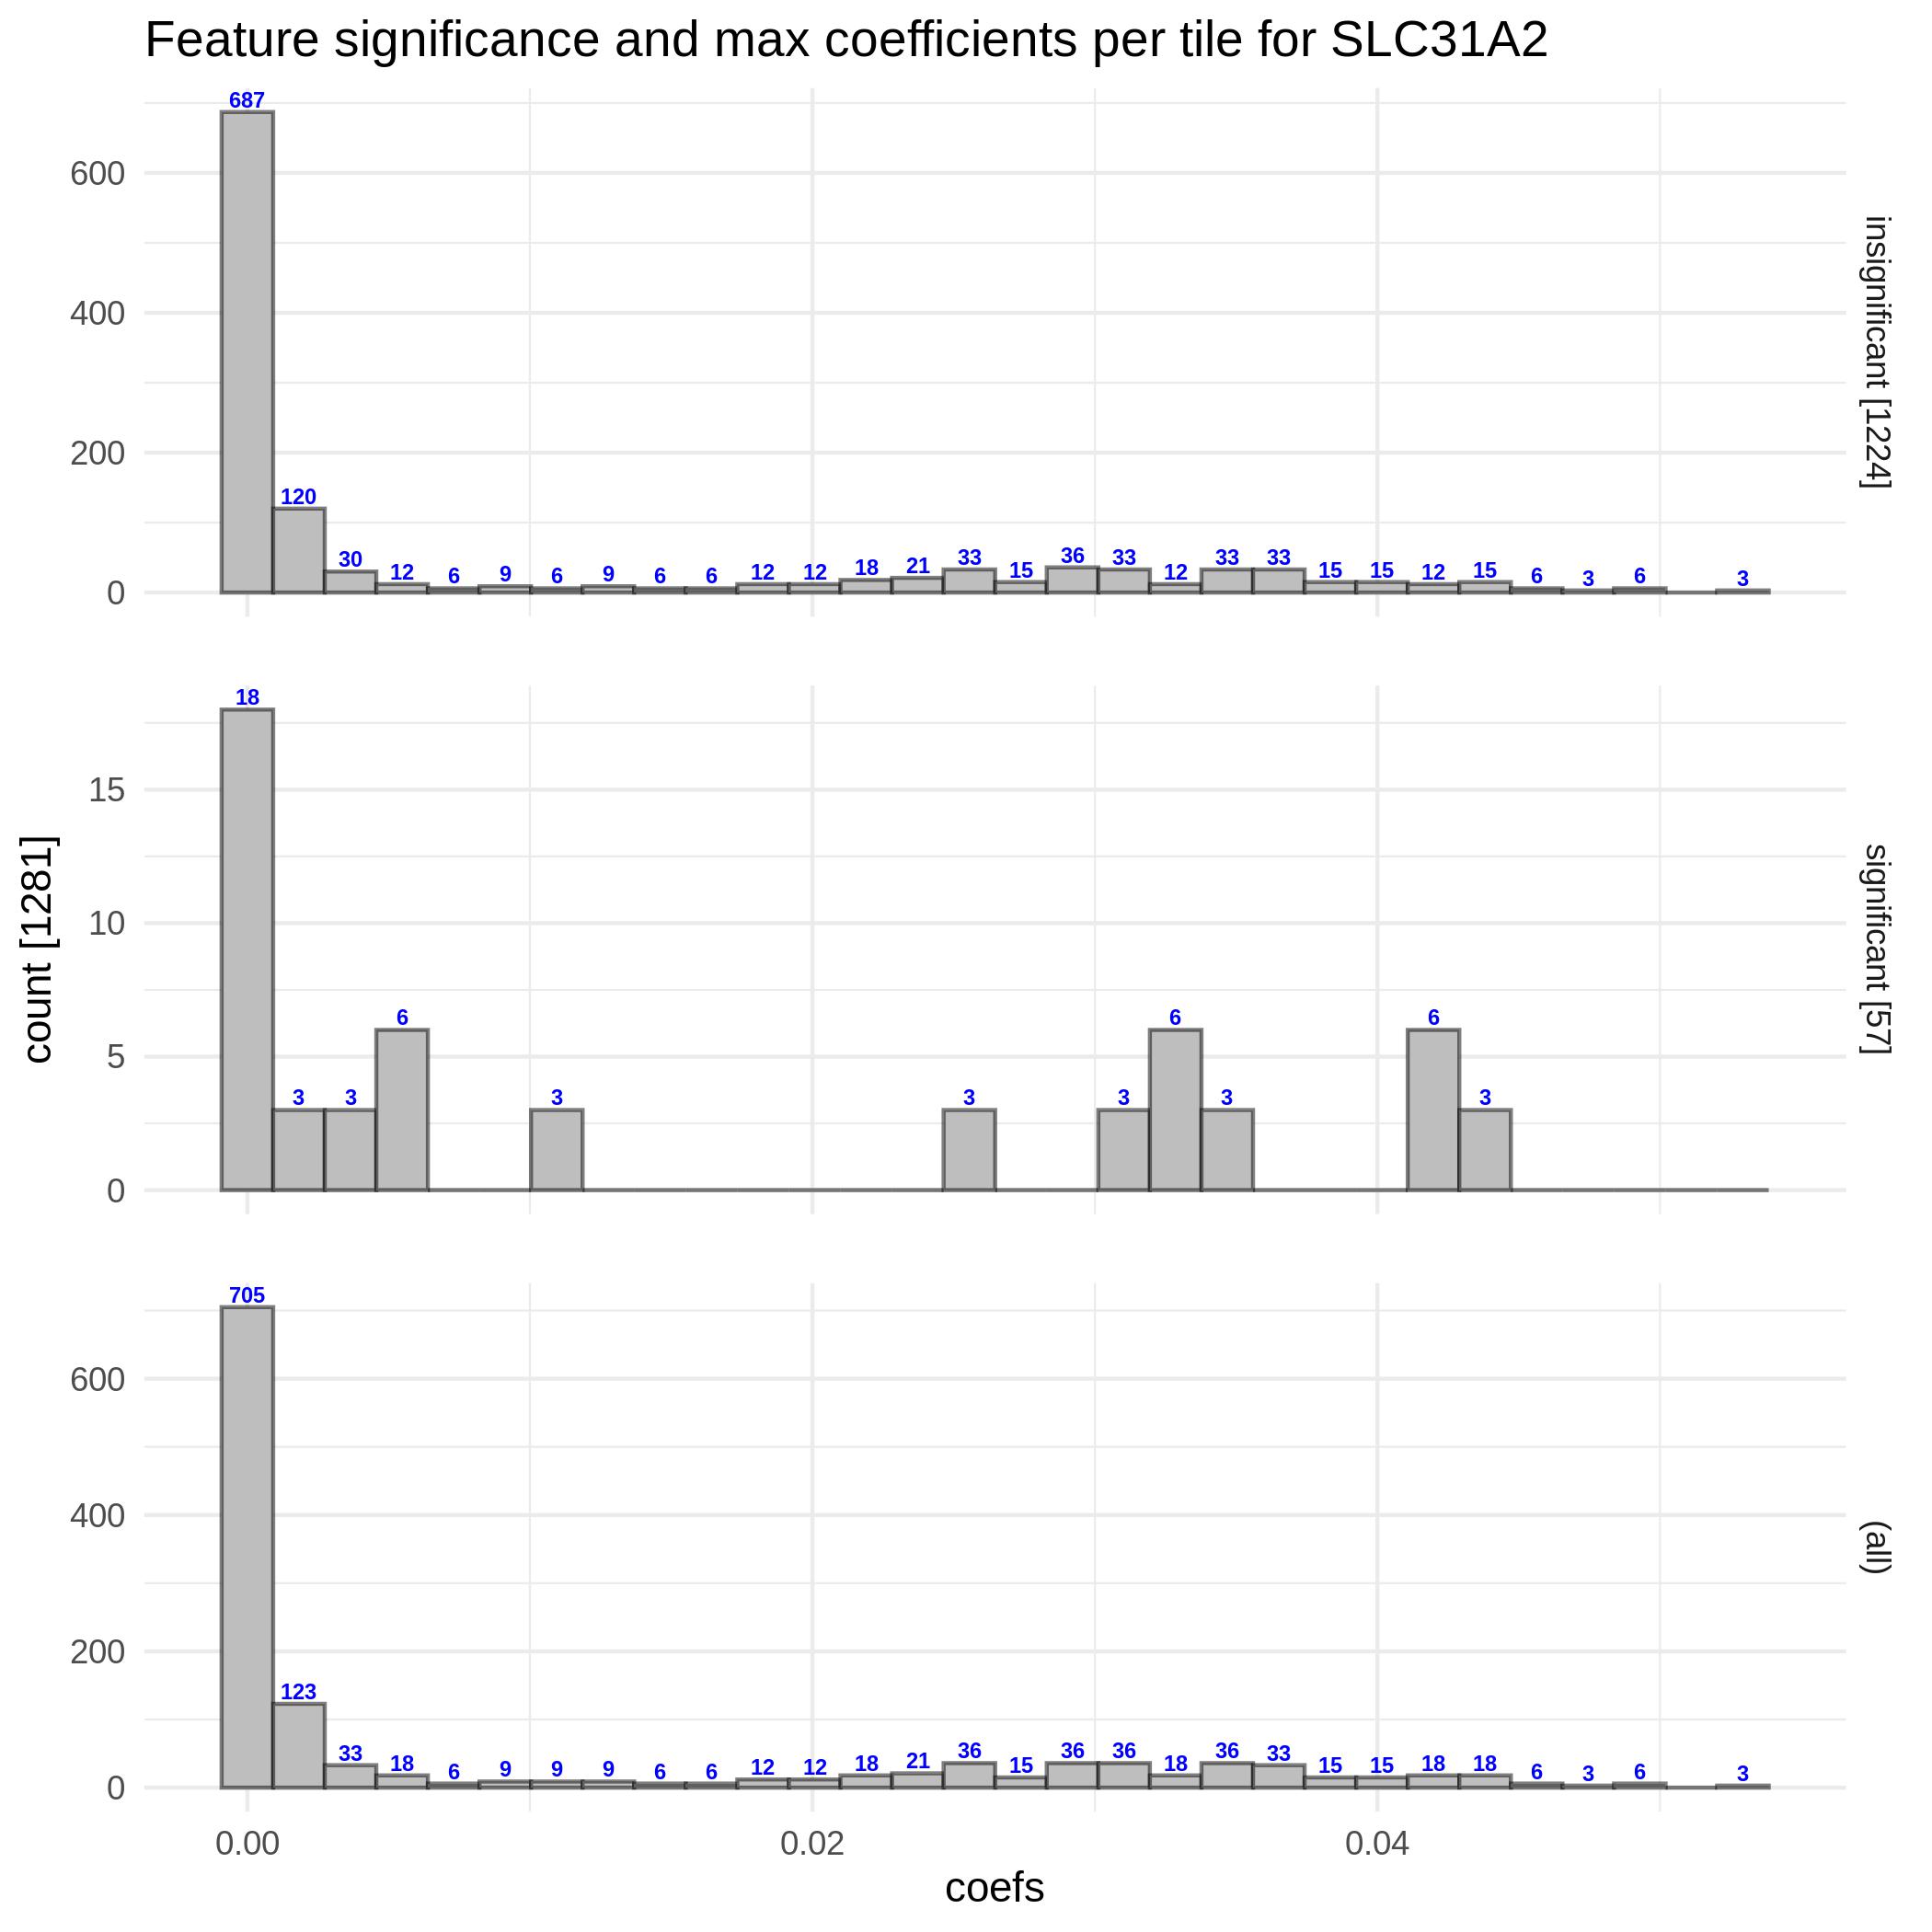 Feature significance and max coefficients per tile for SLC31A2
687
600
400
200
0
120
30 12 6 9 6 9 6 6 12 12 18 21 33 15 36 33 12 33 33 15 15 12 15 6 3 6 3
insignificant [1224]
count [1281]
18
15
10
5
0
3 3 6 3 3 3 6 3 6 3
significant [57]
705
600
400
200
0
123
33 18 6 9 9 9 6 6 12 12 18 21 36 15 36 36 18 36 33 15 15 18 18 6 3 6 3
(all)
0.00 0.02 0.04
coefs